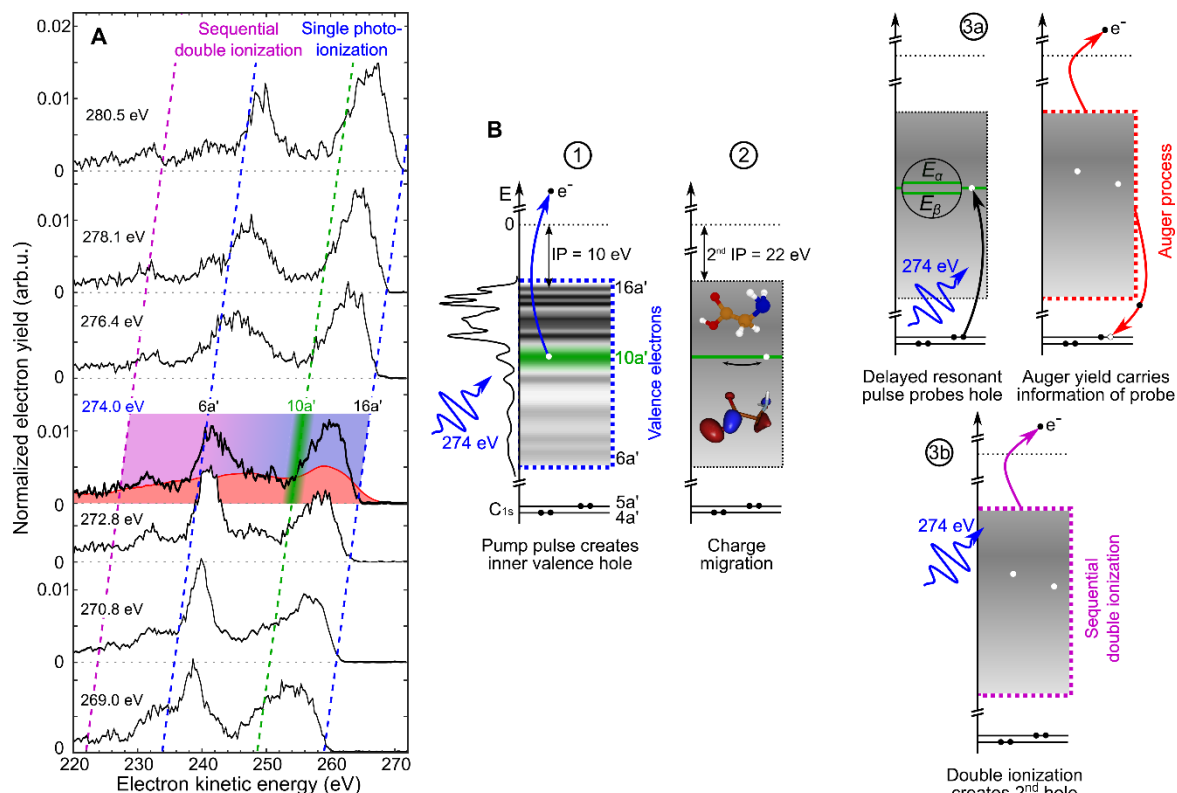 A
Sequential
double ionization
Single photo-
ionization
Normalized electron yield (arb.u.)
0.02
0.01
0
0.01
0
0.01
0
0.01
0
0
0.01
0
0.01
0
280.5 eV
278.1 eV
276.4 eV
274.0 eV
6a'
10a'
16a'
272.8 eV
270.8 eV
269.0 eV
220 230 240 250 260 270
Electron kinetic energy (eV)
B
1
E
e-
0
IP = 10 eV
16a'
10a'
6a'
274 eV
Valence electrons
C1s
5a'
4a'
Pump pulse creates
inner valence hole
2
2nd IP = 22 eV
Charge
migration
3a
Eα
Eβ
274 eV
Delayed resonant
pulse probes hole
e-
Auger process
Auger yield carries
information of probe
3b
e-
274 eV
Sequential
double ionization
Double ionization
creates 2nd hole